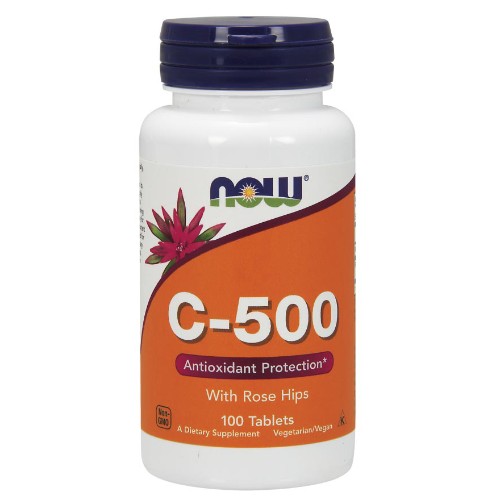 NOW®
C-500
Antioxidant Protection*
With Rose Hips
100 Tablets
Non-
GMO
A Dietary Supplement Vegetarian/Vegan
K